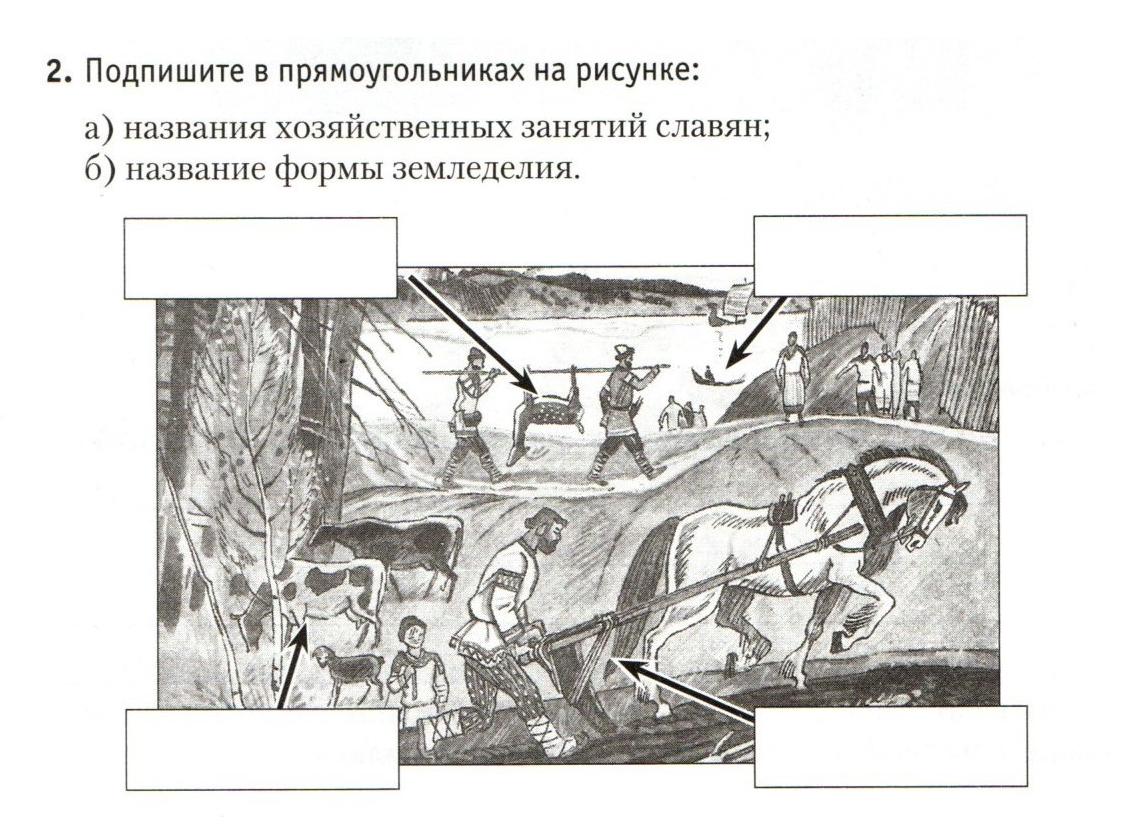 2. Подпишите в прямоугольниках на рисунке:
а) названия хозяйственных занятий славян;
б) название формы земледелия.